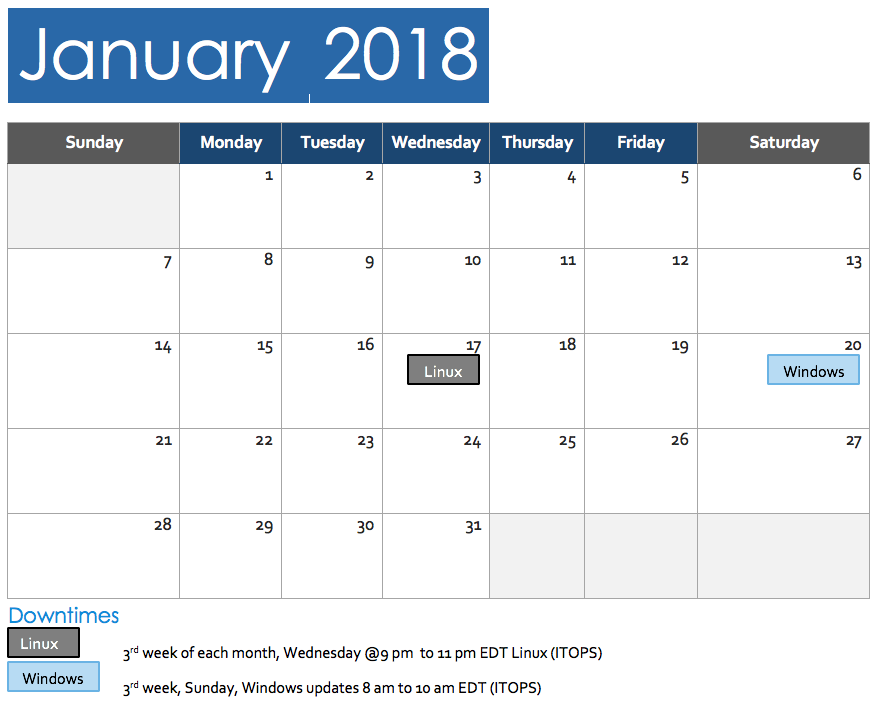 January 2018
Sunday Monday Tuesday Wednesday Thursday Friday Saturday
1 2 3 4 5 6
7 8 9 10 11 12 13
14 15 16 17 18 19 20
Linux Windows
21 22 23 24 25 26 27
28 29 30 31
Downtimes
Linux 3rd week of each month, Wednesday @9 pm to 11 pm EDT Linux (ITOPS)
Windows 3rd week, Sunday, Windows updates 8 am to 10 am EDT (ITOPS)